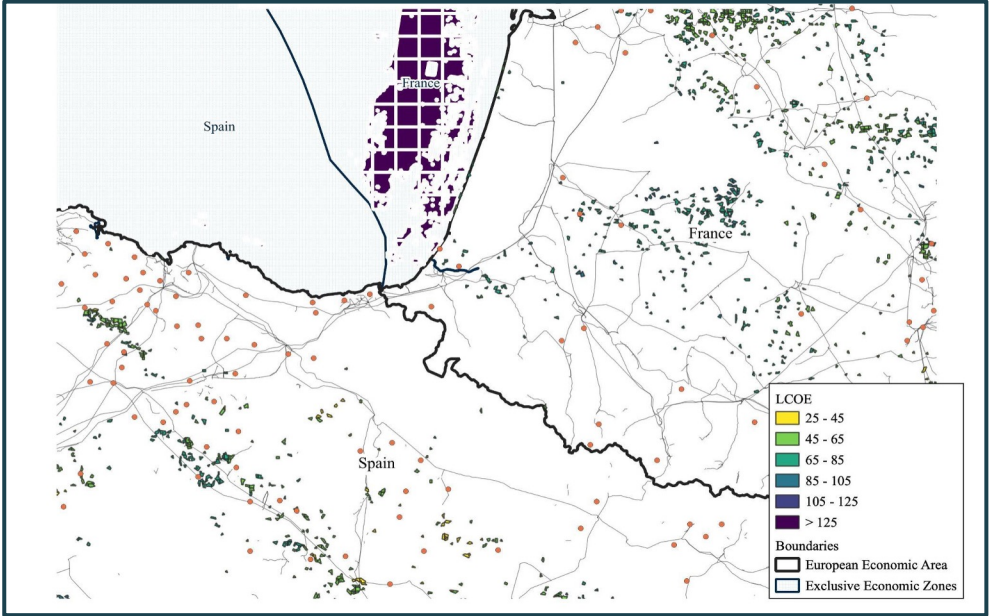 France
Spain
France
Spain
LCOE
25 - 45
45 - 65
65 - 85
85 - 105
105 - 125
> 125
Boundaries
European Economic Area
Exclusive Economic Zones